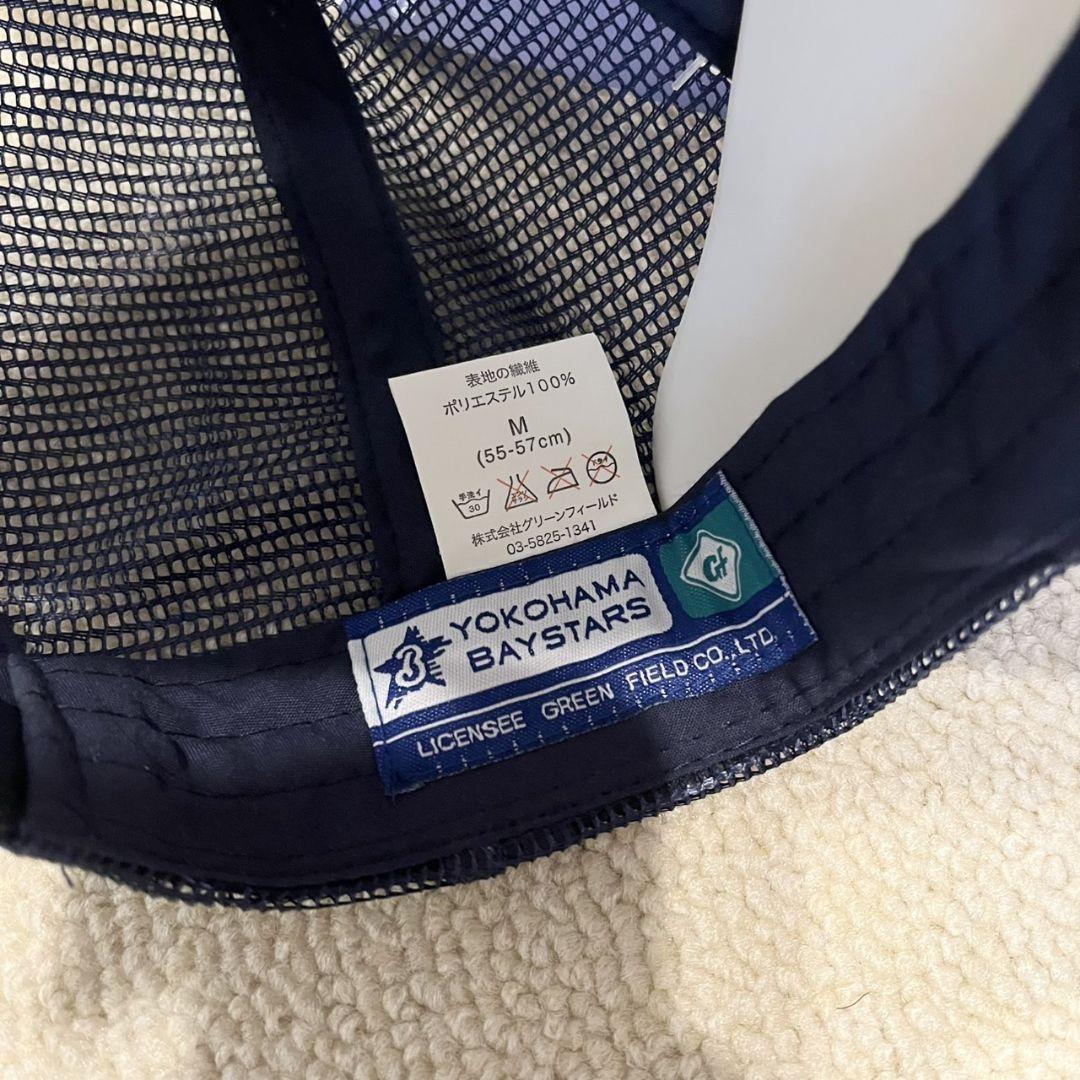 表地の繊維
ポリエステル100%
M
(55-57cm)
手洗イ
30
株式会社グリーンフィールド
03-5825-1341
3
YOKOHAMA
BAYSTARS
Gf
LICENSEE GREEN FIELD CO., LTD.